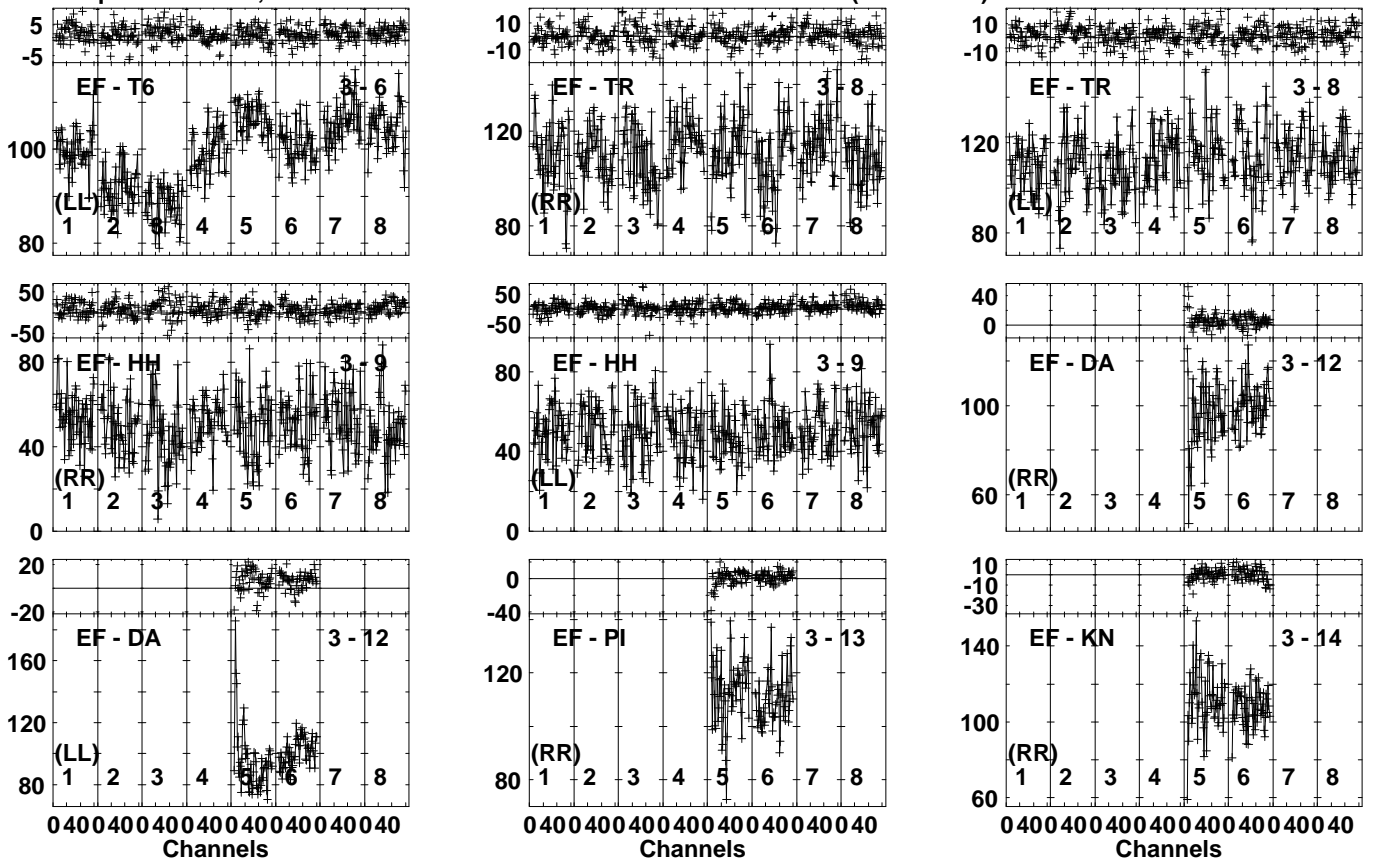 5
-5
EF - T6 3 - 6
100
(LL)
1 2 3 4 5 6 7 8
80
10
-10
EF - TR 3 - 8
120
(RR)
1 2 3 4 5 6 7 8
80
10
-10
EF - TR 3 - 8
120
(LL)
1 2 3 4 5 6 7 8
80
50
-50
EF - HH 3 - 9
80
40
(RR)
1 2 3 4 5 6 7 8
0
50
-50
EF - HH 3 - 9
80
40
(LL)
1 2 3 4 5 6 7 8
0
40
0
EF - DA 3 - 12
100
(RR)
60
1 2 3 4 5 6 7 8
20
-20
EF - DA 3 - 12
160
120
(LL)
80
1 2 3 4 5 6 7 8
0 40 0 40 0 40 0 40 0 40 0 40 0 40 0 40
Channels
0
-40
EF - PI 3 - 13
120
(RR)
80
1 2 3 4 5 6 7 8
0 40 0 40 0 40 0 40 0 40 0 40 0 40 0 40
Channels
10
-10
-30
EF - KN 3 - 14
140
100
(RR)
1 2 3 4 5 6 7 8
60
0 40 0 40 0 40 0 40 0 40 0 40 0 40 0 40
Channels